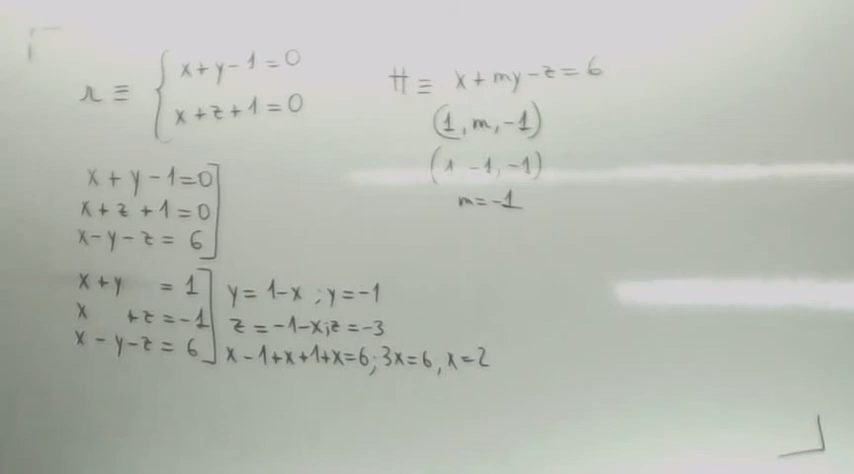 r ≡ { x+y-1=0
x+z+1=0
π ≡ x+my-z=6
(1,m,-1)
(1 -1,-1)
m=-1
x+y-1=0
x+z+1=0
x-y-z=6
x+y =1
x +z=-1
x-y-z=6
y=1-x ; y=-1
z=-1-x; z=-3
x-1+x+1+x=6; 3x=6, x=2